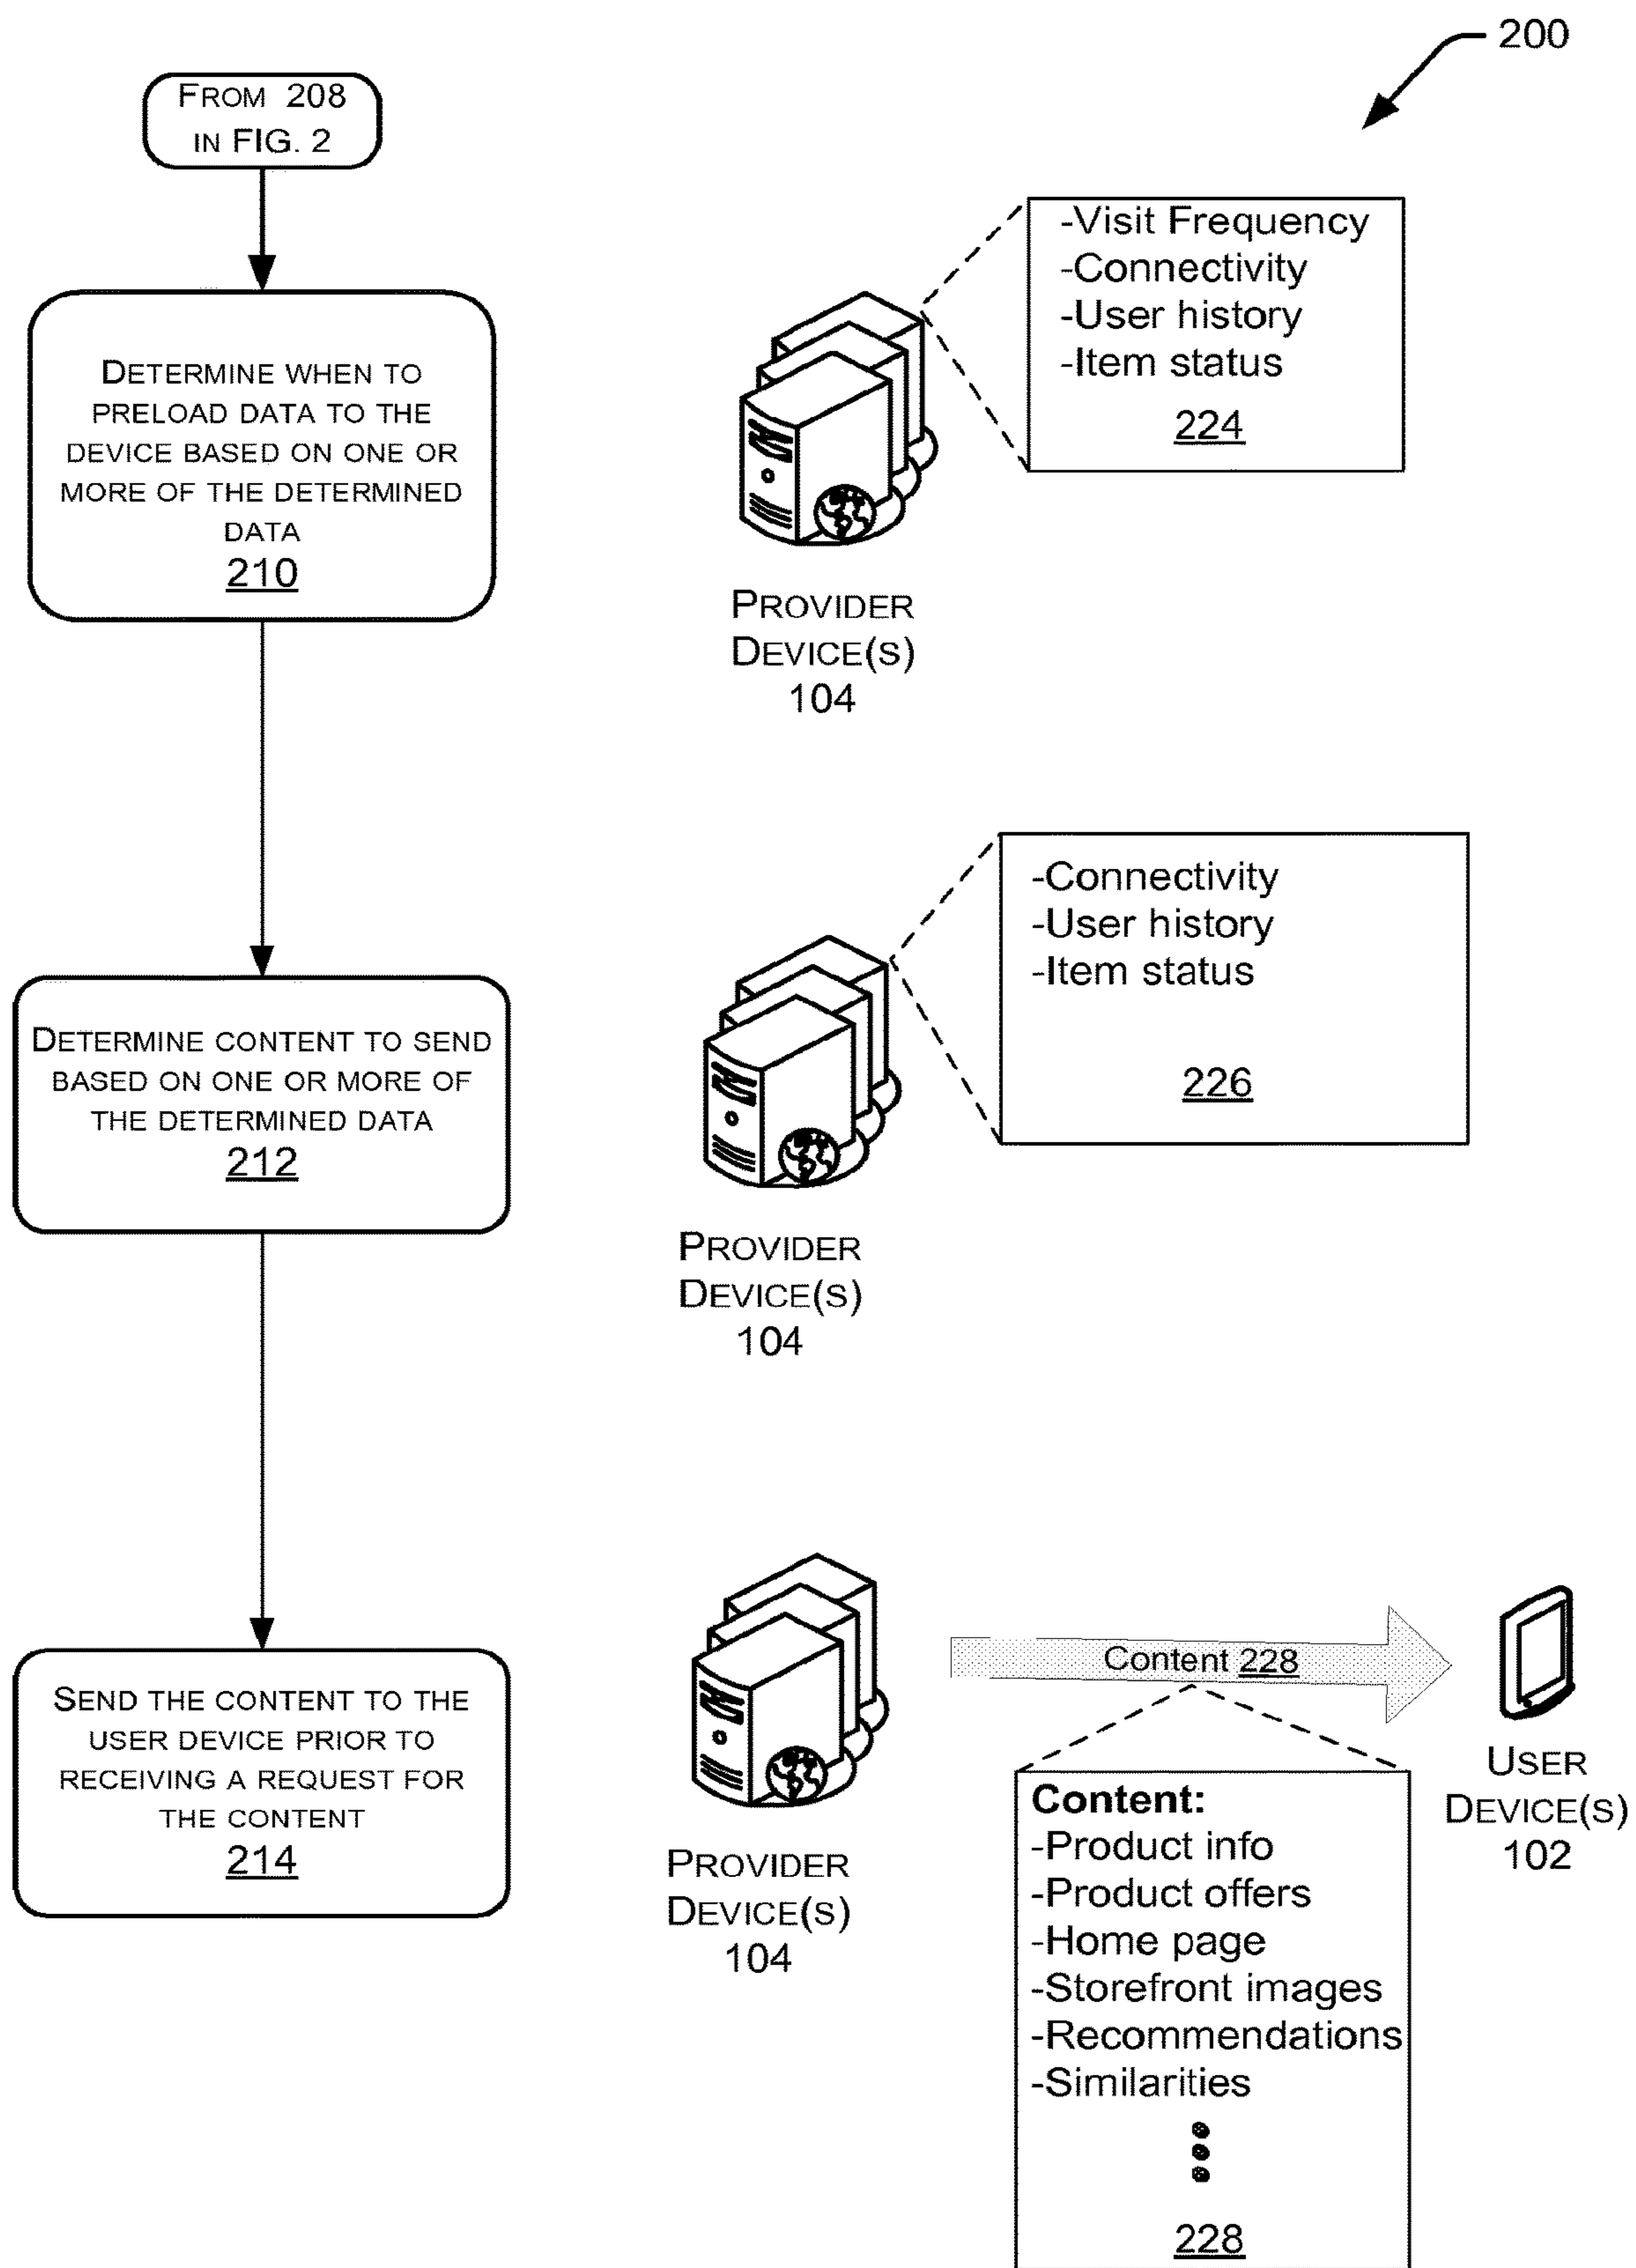 200
FROM 208
IN FIG. 2
-Visit Frequency
-Connectivity
-User history
-Item status
224
DETERMINE WHEN TO
PRELOAD DATA TO THE
DEVICE BASED ON ONE OR
MORE OF THE DETERMINED
DATA
210
PROVIDER
DEVICE(S)
104
-Connectivity
-User history
-Item status
226
DETERMINE CONTENT TO SEND
BASED ON ONE OR MORE OF
THE DETERMINED DATA
212
PROVIDER
DEVICE(S)
104
SEND THE CONTENT TO THE
USER DEVICE PRIOR TO
RECEIVING A REQUEST FOR
THE CONTENT
214
PROVIDER
DEVICE(S)
104
Content 228
USER
DEVICE(S)
102
Content:
-Product info
-Product offers
-Home page
-Storefront images
-Recommendations
-Similarities
228